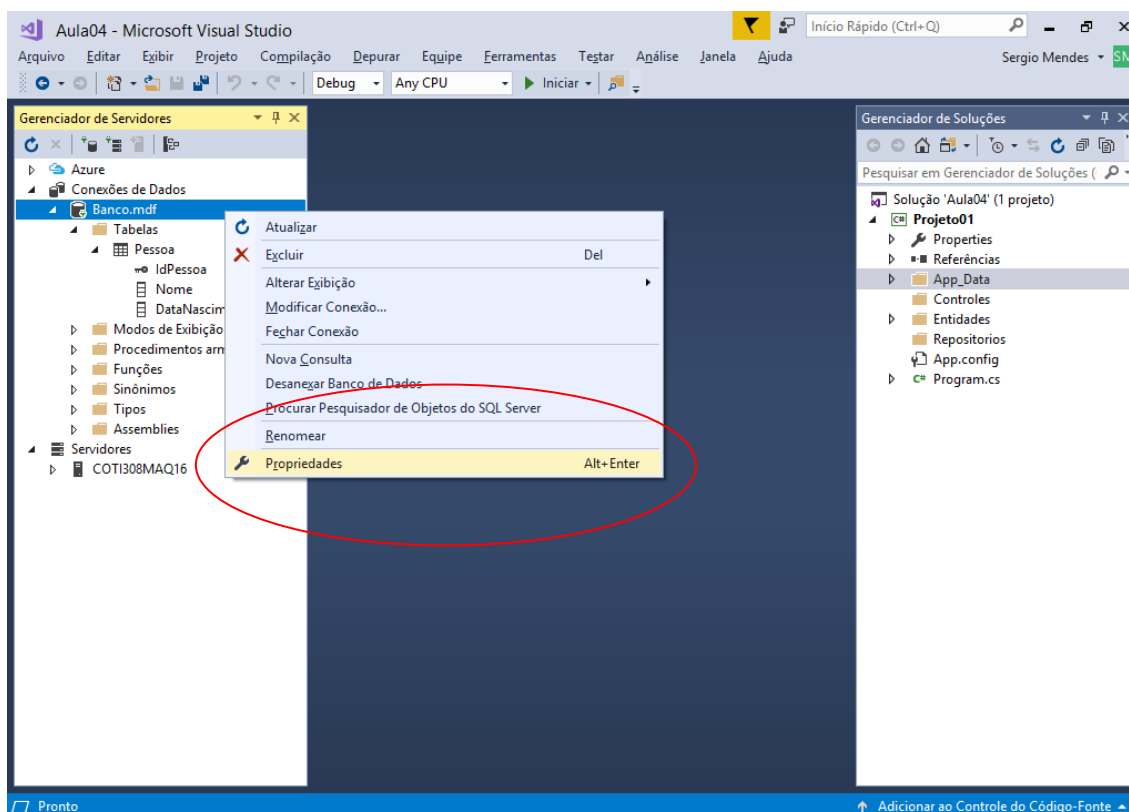 Aula04 - Microsoft Visual Studio
Início Rápido (Ctrl+Q)
Arquivo Editar Exibir Projeto Compilação Depurar Equipe Ferramentas Testar Análise Janela Ajuda
Sergio Mendes SM
Debug Any CPU Iniciar
Gerenciador de Servidores
Azure
Conexões de Dados
Banco.mdf
Tabelas
Pessoa
IdPessoa
Nome
DataNascim
Modos de Exibição
Procedimentos arm
Funções
Sinônimos
Tipos
Assemblies
Servidores
COTI308MAQ16
Atualizar
Excluir Del
Alterar Exibição
Modificar Conexão...
Fechar Conexão
Nova Consulta
Desanexar Banco de Dados
Procurar Pesquisador de Objetos do SQL Server
Renomear
Propriedades Alt+Enter
Gerenciador de Soluções
Pesquisar em Gerenciador de Soluções (
Solução 'Aula04' (1 projeto)
C# Projeto01
Properties
Referências
App_Data
Controles
Entidades
Repositorios
App.config
C# Program.cs
Pronto
Adicionar ao Controle do Código-Fonte